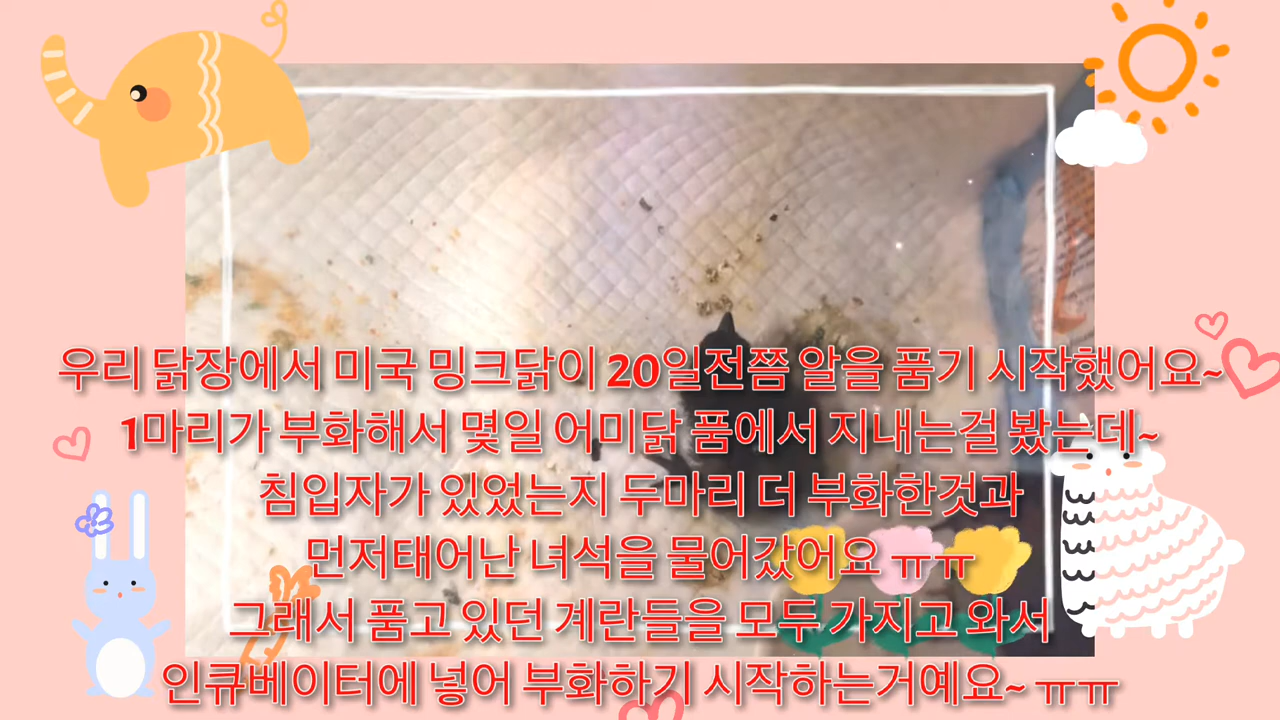 우리 닭장에서 미국 밍크닭이 20일전쯤 알을 품기 시작했어요~
1마리가 부화해서 몇일 어미닭 품에서 지내는걸 봤는데~
침입자가 있었는지 두마리 더 부화한것과
먼저태어난 녀석을 물어갔어요 ㅠㅠ
그래서 품고 있던 계란들을 모두 가지고 와서
인큐베이터에 넣어 부화하기 시작하는거예요~ ㅠㅠ